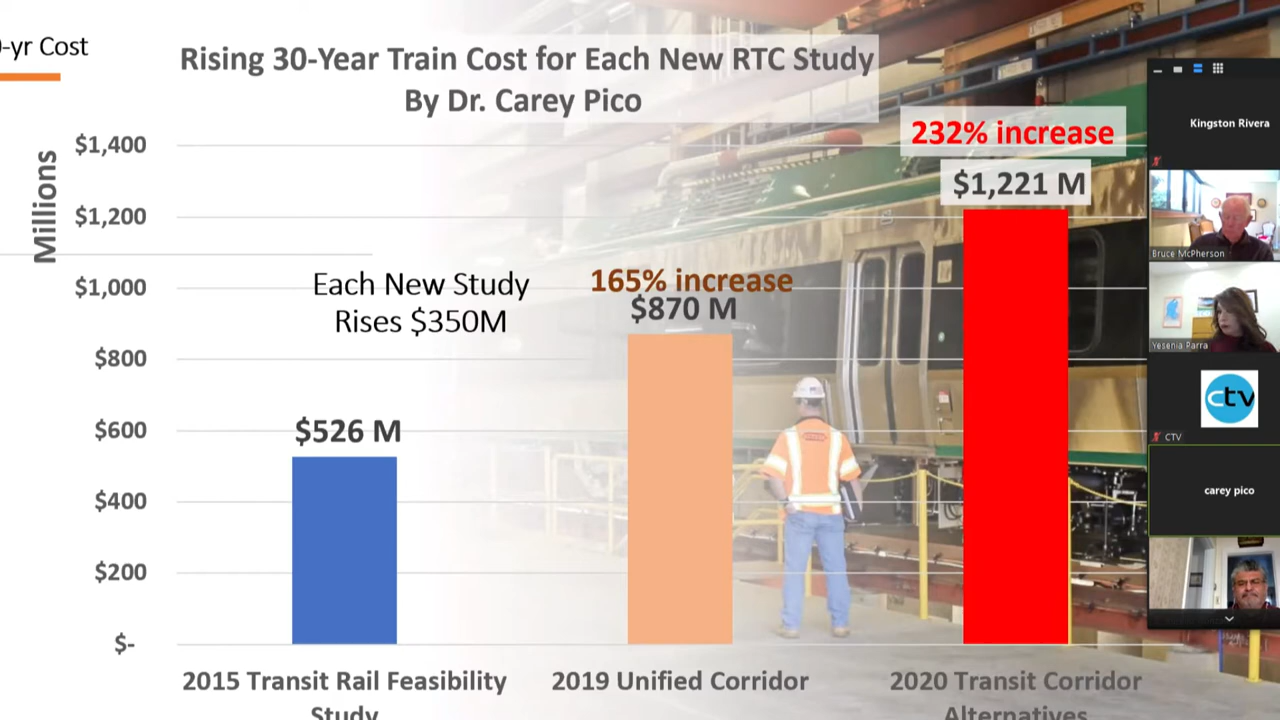 -yr Cost
Rising 30-Year Train Cost for Each New RTC Study
By Dr. Carey Pico
232% increase
$1,221 M
$1,400
$1,200
$1,000
$800
$600
$400
$200
$-
Millions
Each New Study
Rises $350M
165% increase
$870 M
$526 M
2015 Transit Rail Feasibility
Study
2019 Unified Corridor
2020 Transit Corridor
Alternatives
Kingston Rivera
Bruce McPherson
Yesenia Parra
ctv
CTV
carey pico